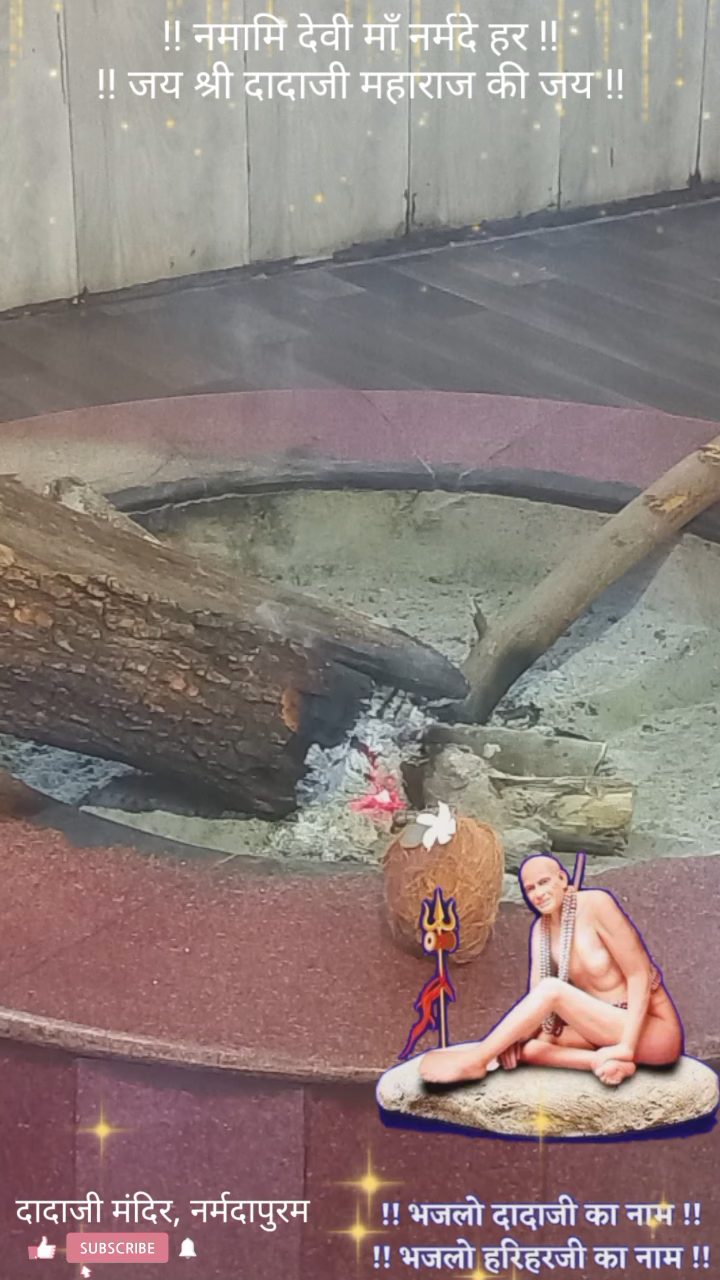 !! नमामि देवी माँ नर्मदे हर !!
!! जय श्री दादाजी महाराज की जय !!
दादाजी मंदिर, नर्मदापुरम
SUBSCRIBE
!! भजलो दादाजी का नाम !!
!! भजलो हरिहरजी का नाम !!